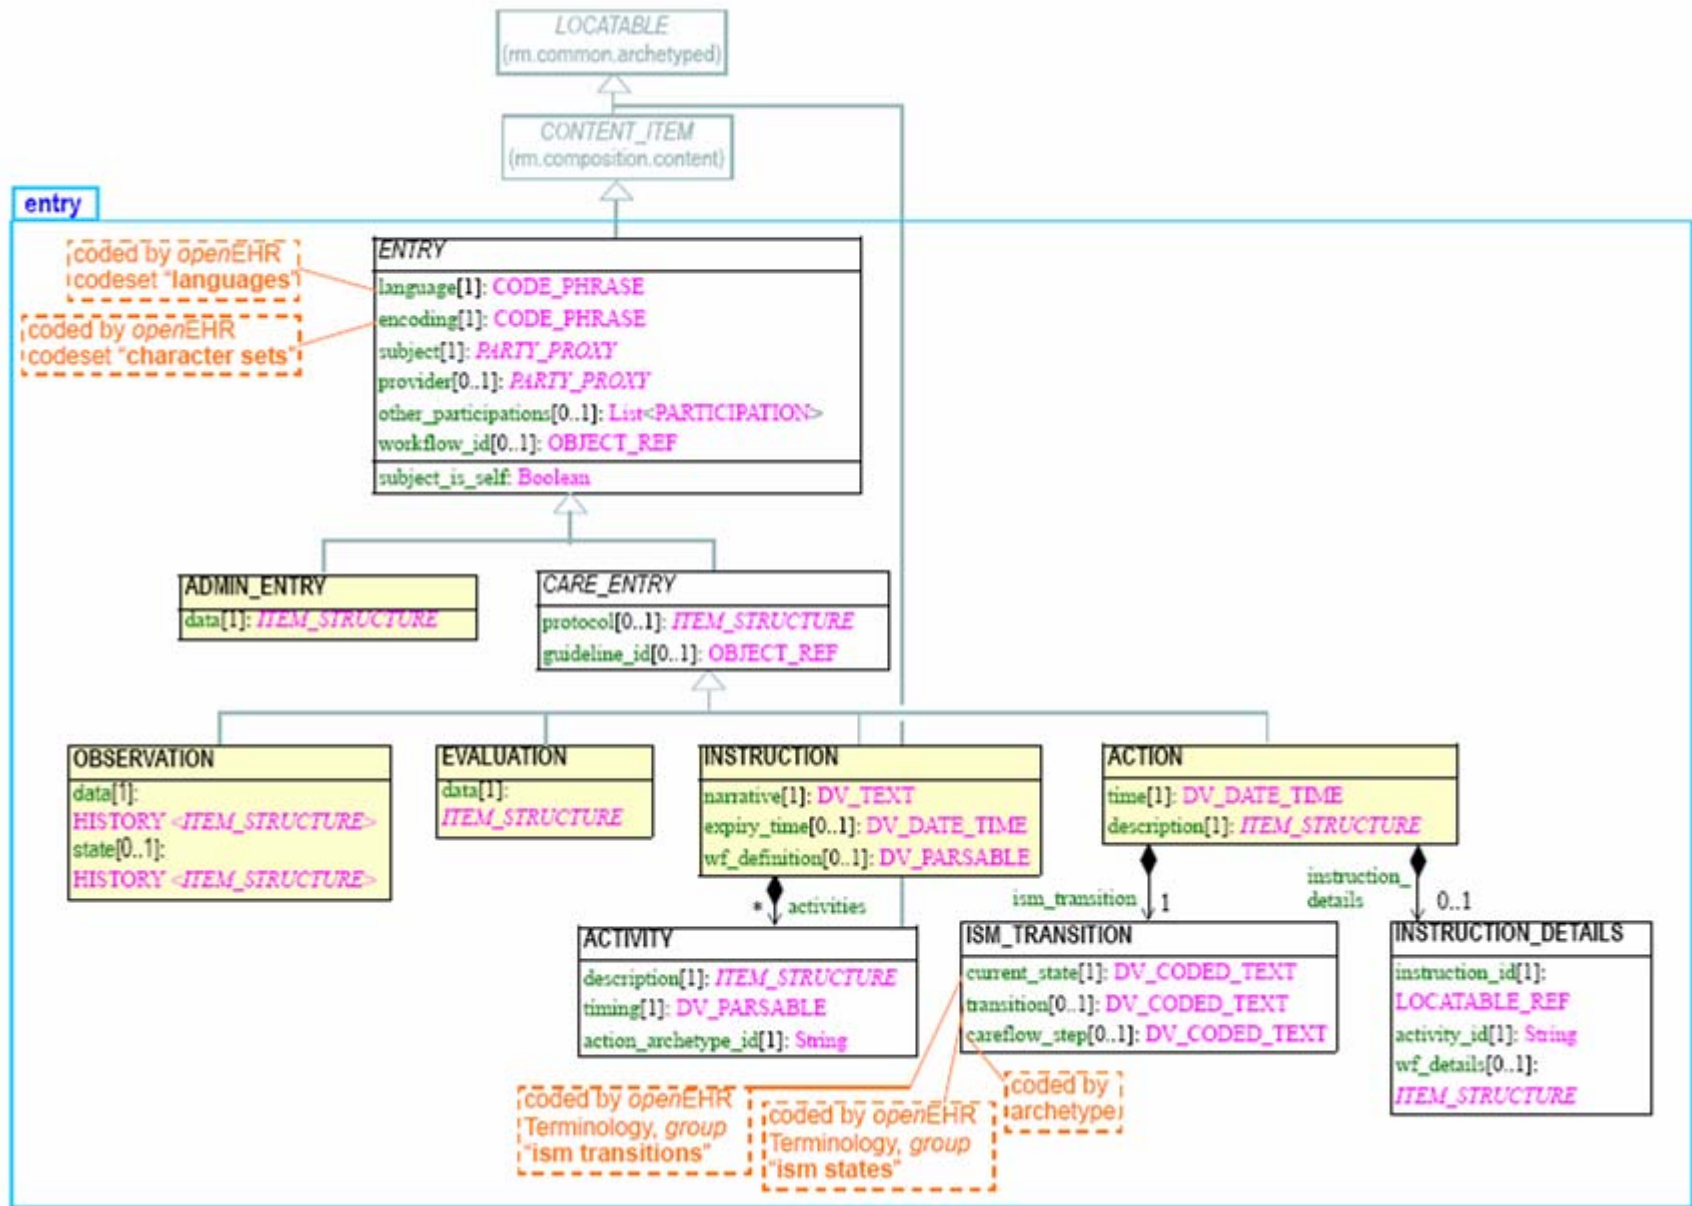 LOCATABLE
(rm.common.archetyped)
CONTENT_ITEM
(rm.composition.content)
entry
coded by openEHR
codeset “languages”
coded by openEHR
codeset “character sets”
ENTRY
language[1]: CODE_PHRASE
encoding[1]: CODE_PHRASE
subject[1]: PARTY_PROXY
provider[0..1]: PARTY_PROXY
other_participations[0..1]: List<PARTICIPATION>
workflow_id[0..1]: OBJECT_REF
subject_is_self: Boolean
ADMIN_ENTRY
data[1]: ITEM_STRUCTURE
CARE_ENTRY
protocol[0..1]: ITEM_STRUCTURE
guideline_id[0..1]: OBJECT_REF
OBSERVATION
data[1]:
HISTORY <ITEM_STRUCTURE>
state[0..1]:
HISTORY <ITEM_STRUCTURE>
EVALUATION
data[1]:
ITEM_STRUCTURE
INSTRUCTION
narrative[1]: DV_TEXT
expiry_time[0..1]: DV_DATE_TIME
wf_definition[0..1]: DV_PARSABLE
ACTION
time[1]: DV_DATE_TIME
description[1]: ITEM_STRUCTURE
* activities
ism_transition 1
instruction_
details 0..1
ACTIVITY
description[1]: ITEM_STRUCTURE
timing[1]: DV_PARSABLE
action_archetype_id[1]: String
ISM_TRANSITION
current_state[1]: DV_CODED_TEXT
transition[0..1]: DV_CODED_TEXT
careflow_step[0..1]: DV_CODED_TEXT
INSTRUCTION_DETAILS
instruction_id[1]:
LOCATABLE_REF
activity_id[1]: String
wf_details[0..1]:
ITEM_STRUCTURE
coded by openEHR
Terminology, group
“ism transitions”
coded by openEHR
Terminology, group
“ism states”
coded by
archetype